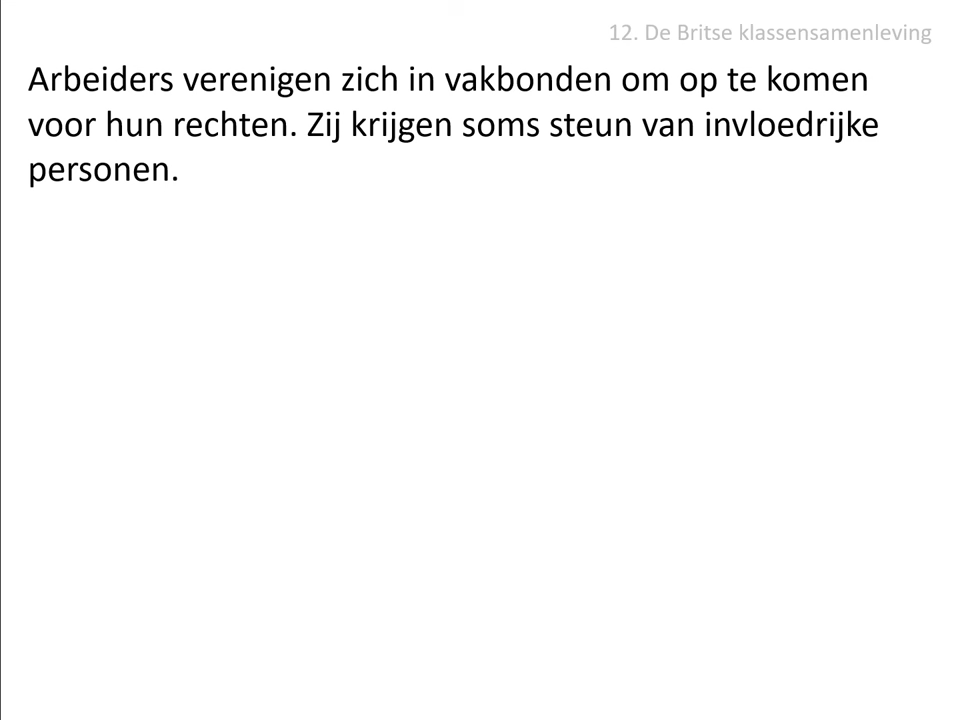 12. De Britse klassensamenleving
Arbeiders verenigen zich in vakbonden om op te komen
voor hun rechten. Zij krijgen soms steun van invloedrijke
personen.